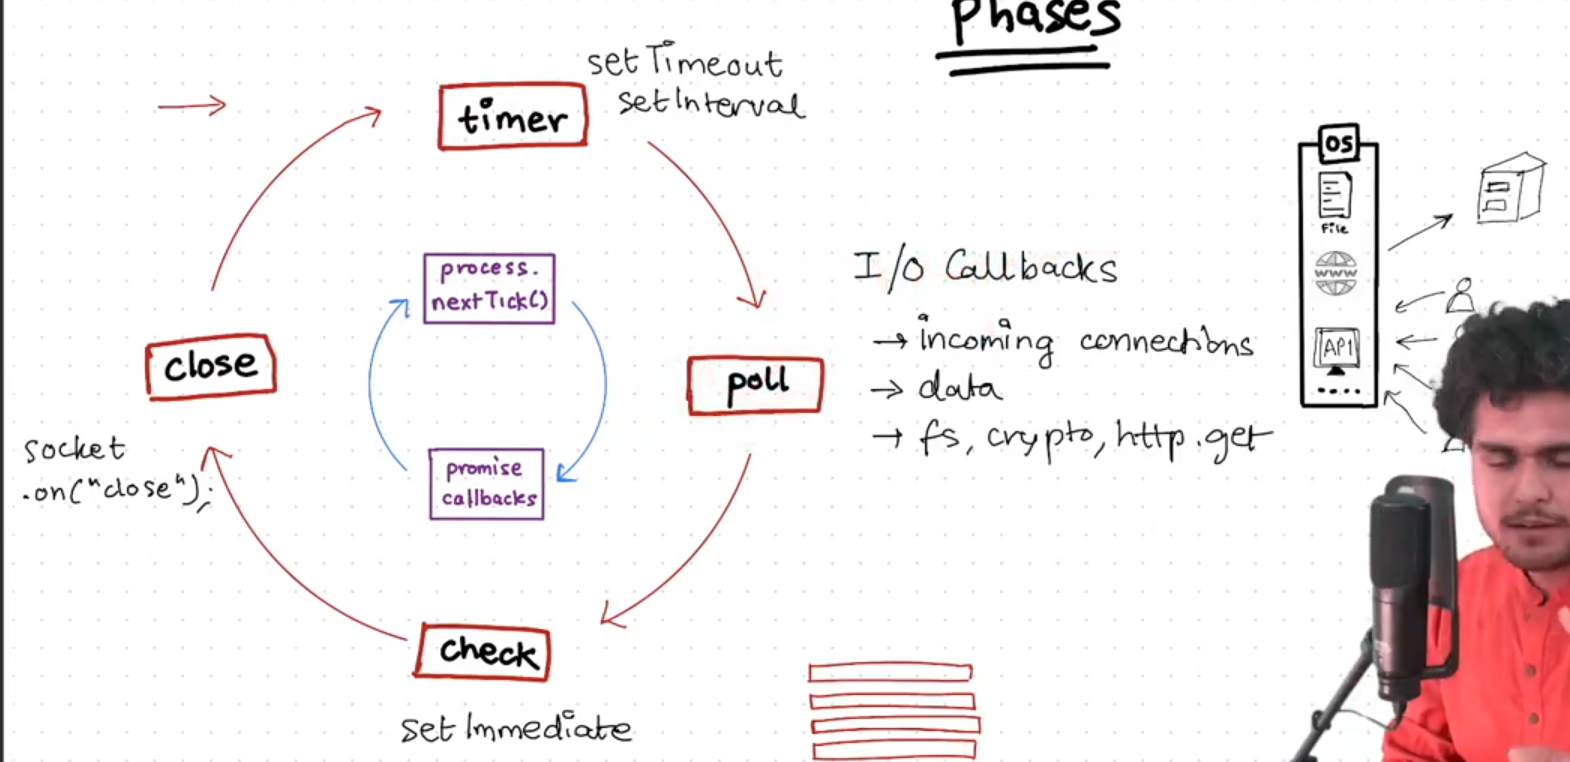 Phases
setTimeout
setInterval
timer
process.
nextTick()
close
promise
callbacks
poll
I/O Callbacks
→ incoming connections
→ data
→ fs, crypto, http.get
socket
.on("close");
check
setImmediate
OS
File
WWW
API